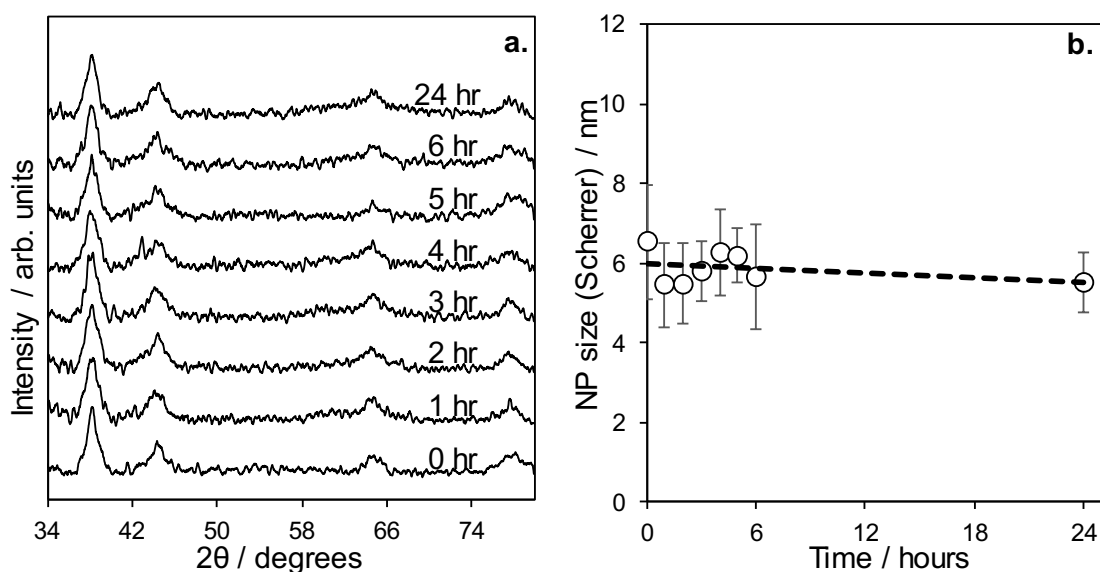 a.
24 hr
6 hr
5 hr
4 hr
3 hr
2 hr
1 hr
0 hr
Intensity / arb. units
34 42 50 58 66 74
2θ / degrees
b.
12
10
8
6
4
2
0
NP size (Scherrer) / nm
0 6 12 18 24
Time / hours